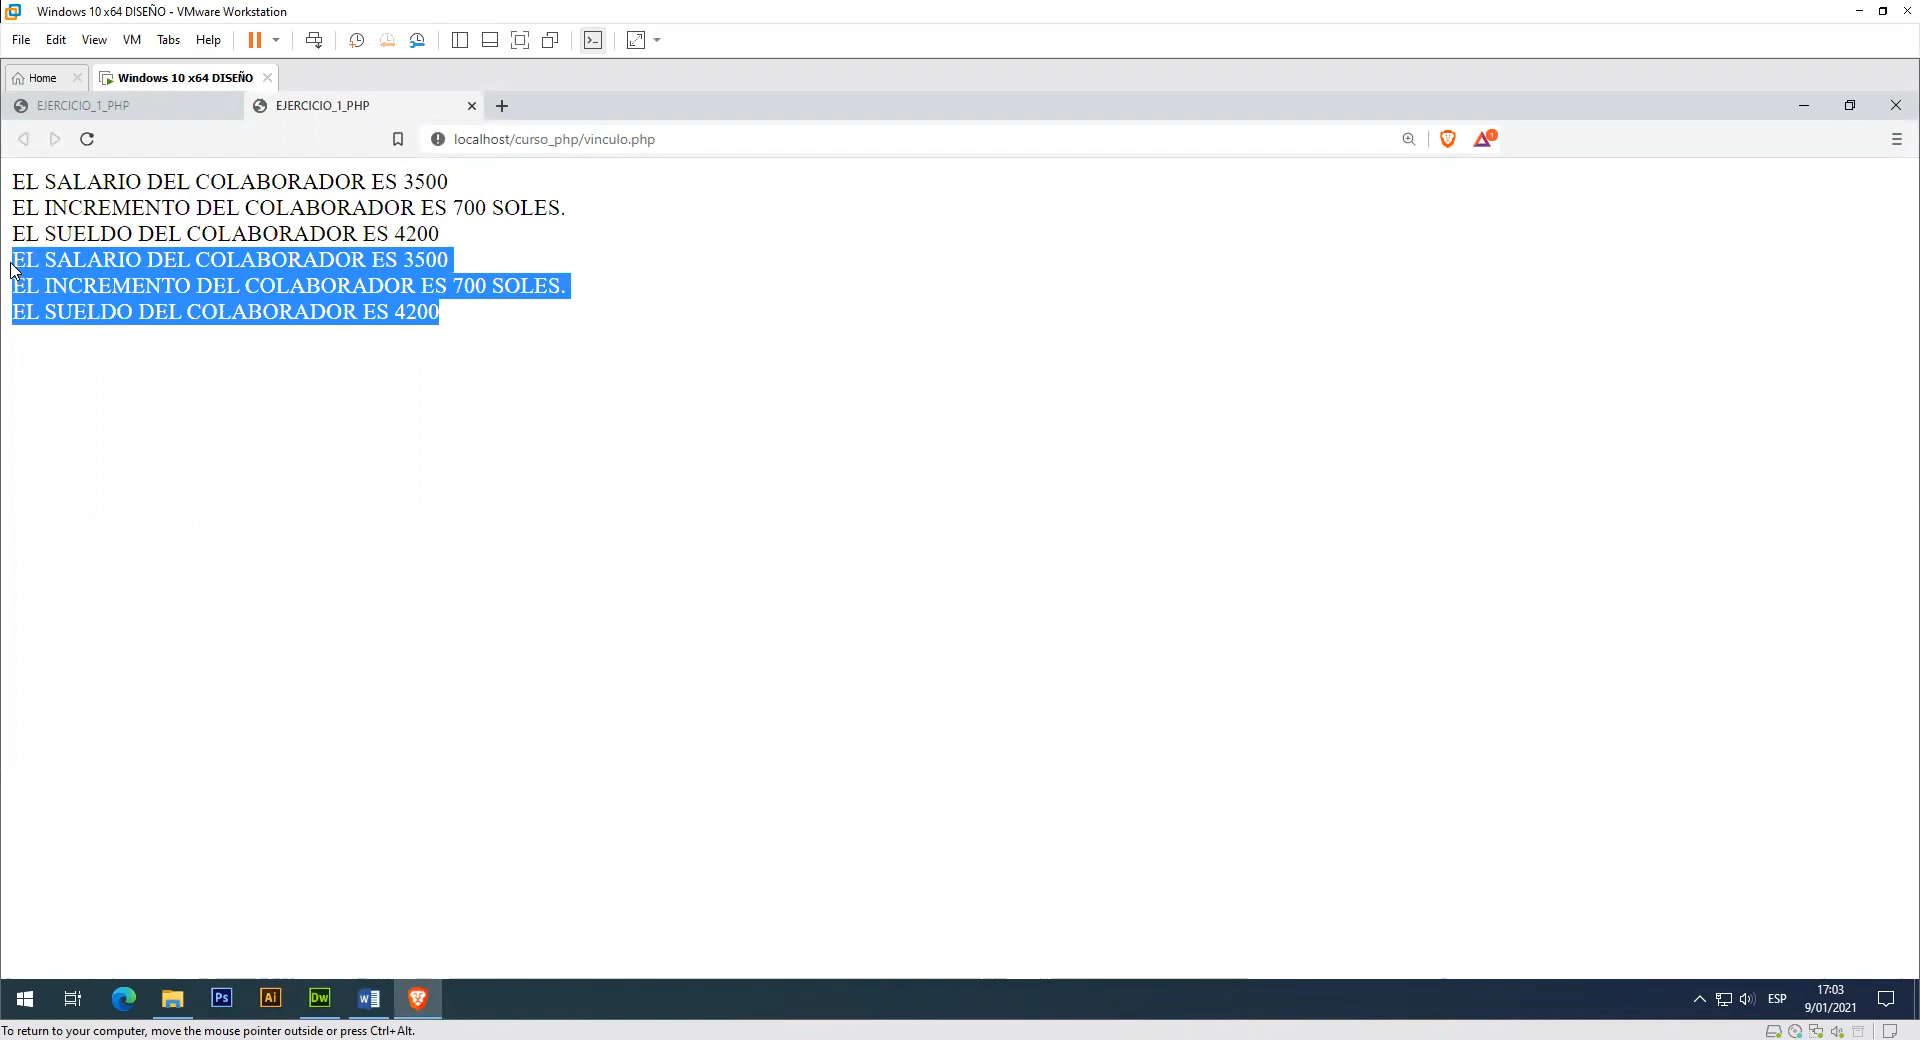 Windows 10 x64 DISEÑO - VMware Workstation
File Edit View VM Tabs Help
Home
Windows 10 x64 DISEÑO
EJERCICIO_1_PHP
EJERCICIO_1_PHP
localhost/curso_php/vinculo.php
1
EL SALARIO DEL COLABORADOR ES 3500
EL INCREMENTO DEL COLABORADOR ES 700 SOLES.
EL SUELDO DEL COLABORADOR ES 4200
EL SALARIO DEL COLABORADOR ES 3500
EL INCREMENTO DEL COLABORADOR ES 700 SOLES.
EL SUELDO DEL COLABORADOR ES 4200
Ps Ai Dw W
ESP
17:03
9/01/2021
To return to your computer, move the mouse pointer outside or press Ctrl+Alt.